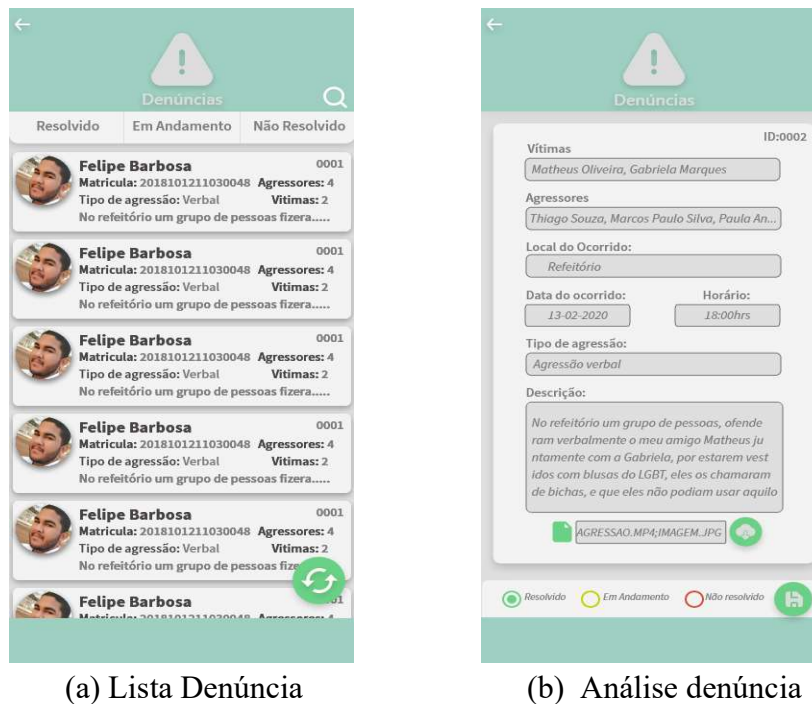 Denúncias
Resolvido Em Andamento Não Resolvido
Felipe Barbosa 0001
Matricula: 2018101211030048 Agressores: 4
Tipo de agressão: Verbal Vitimas: 2
No refeitório um grupo de pessoas fizera.....
Felipe Barbosa 0001
Matricula: 2018101211030048 Agressores: 4
Tipo de agressão: Verbal Vitimas: 2
No refeitório um grupo de pessoas fizera.....
Felipe Barbosa 0001
Matricula: 2018101211030048 Agressores: 4
Tipo de agressão: Verbal Vitimas: 2
No refeitório um grupo de pessoas fizera.....
Felipe Barbosa 0001
Matricula: 2018101211030048 Agressores: 4
Tipo de agressão: Verbal Vitimas: 2
No refeitório um grupo de pessoas fizera.....
Felipe Barbosa 0001
Matricula: 2018101211030048 Agressores: 4
Tipo de agressão: Verbal Vitimas: 2
No refeitório um grupo de pessoas fize
Felipe Barbosa
Matricula: 2018101211030048 Agressores: 4
(a) Lista Denúncia
Denúncias
ID:0002
Vítimas
Matheus Oliveira, Gabriela Marques
Agressores
Thiago Souza, Marcos Paulo Silva, Paula An...
Local do Ocorrido:
Refeitório
Data do ocorrido: Horário:
13-02-2020 18:00hrs
Tipo de agressão:
Agressão verbal
Descrição:
No refeitório um grupo de pessoas, ofende
ram verbalmente o meu amigo Matheus ju
ntamente com a Gabriela, por estarem vest
idos com blusas do LGBT, eles os chamaram
de bichas, e que eles não podiam usar aquilo
AGRESSAO.MP4;IMAGEM.JPG
Resolvido Em Andamento Não resolvido
(b) Análise denúncia